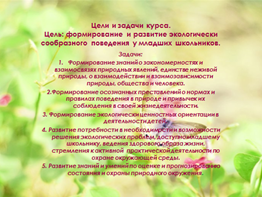 Цели и задачи курса.
Цель: формирование и развитие экологически
сообразного поведения у младших школьников.
Задачи:
1. Формирование знаний о закономерностях и
взаимосвязях природных явлений, единстве неживой
природы, о взаимодействии и взаимозависимости
природы, общества и человека.
2.Формирование осознанных преставлений о нормах и
правилах поведения в природе и привычек их
соблюдения в своей жизнедеятельности.
3. Формирование экологических ценностных ориентации в
деятельности детей.
4. Развитие потребности в необходимости и возможности
решения экологических проблем, доступных младшему
школьнику, ведения здорового образа жизни,
стремления к активной практической деятельности по
охране окружающей среды.
5. Развитие знаний и умений по оценке и прогнозированию
состояния и охраны природного окружения.